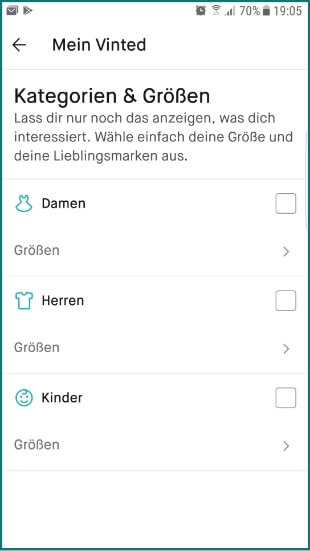 70% 19:05
Mein Vinted
Kategorien & Größen
Lass dir nur noch das anzeigen, was dich
interessiert. Wähle einfach deine Größe und
deine Lieblingsmarken aus.
Damen
Größen
Herren
Größen
Kinder
Größen